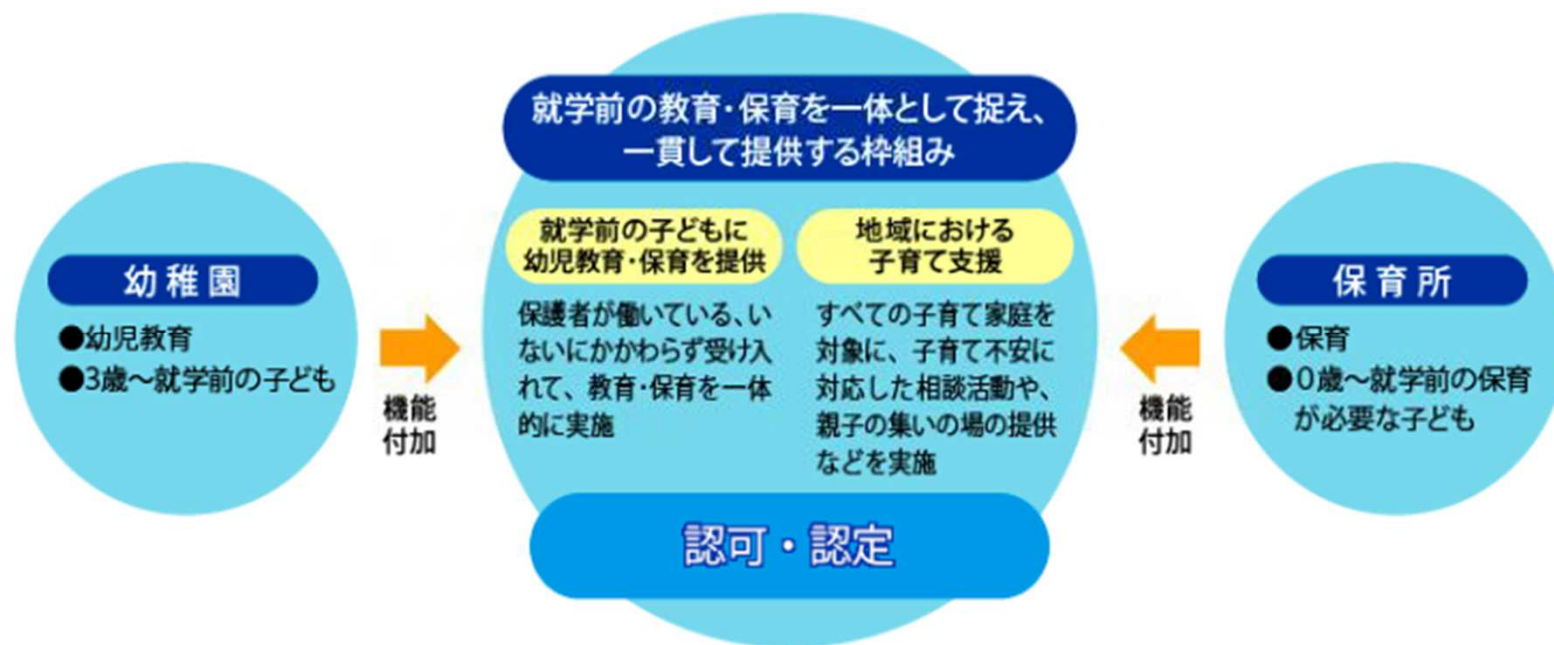 就学前の教育・保育を一体として捉え、
一貫して提供する枠組み
幼稚園
●幼児教育
●3歳～就学前の子ども
機能
付加
就学前の子どもに
幼児教育・保育を提供
保護者が働いている、い
ないにかかわらず受け入
れて、教育・保育を一体
的に実施
地域における
子育て支援
すべての子育て家庭を
対象に、子育て不安に
対応した相談活動や、
親子の集いの場の提供
などを実施
認可・認定
機能
付加
保育所
●保育
●0歳～就学前の保育
が必要な子ども